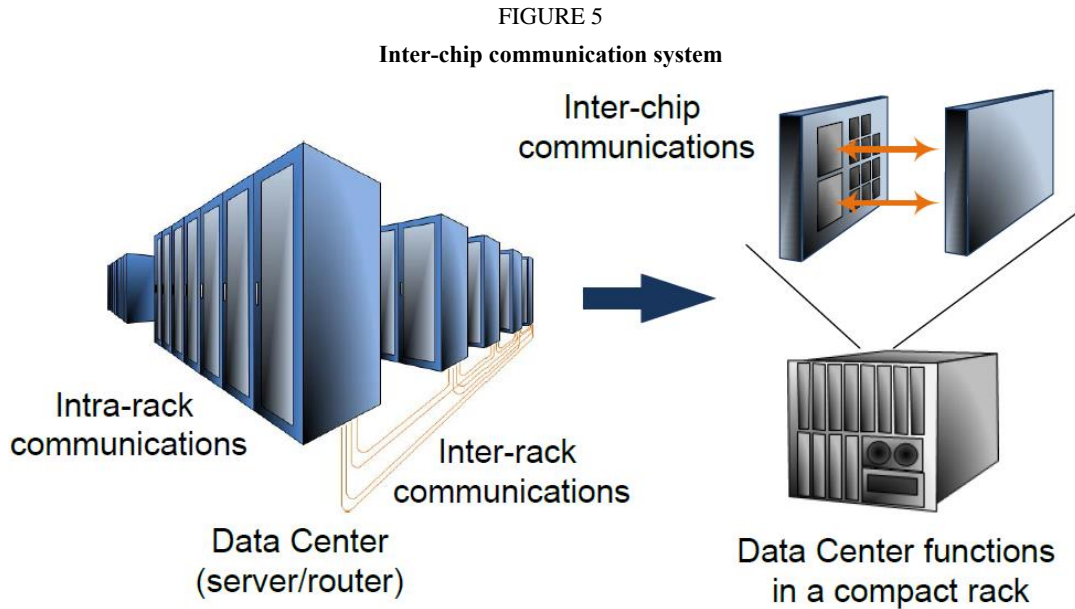 FIGURE 5
Inter-chip communication system
Inter-chip
communications
Intra-rack
communications
Inter-rack
communications
Data Center
(server/router)
Data Center functions
in a compact rack